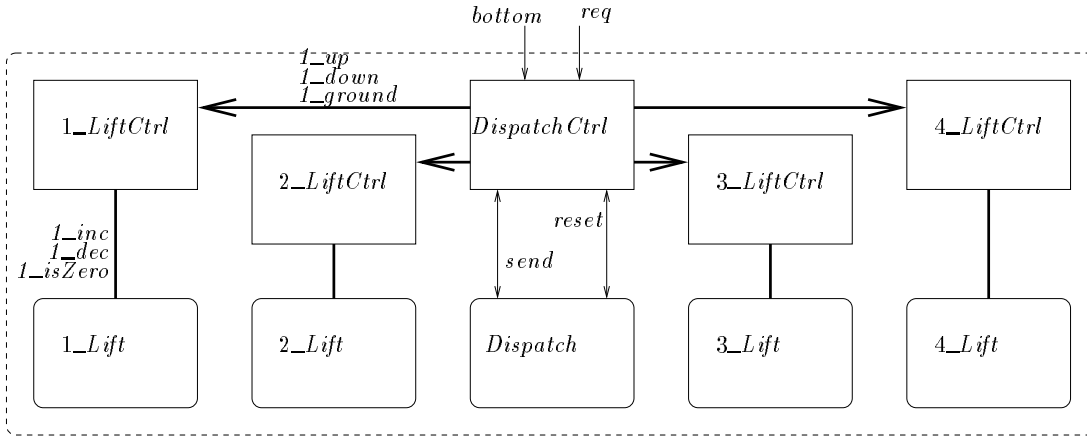 bottom
req
1_up
1_down
1_ground
1_LiftCtrl
DispatchCtrl
4_LiftCtrl
2_LiftCtrl
3_LiftCtrl
reset
1_inc
1_dec
1_isZero
send
1_Lift
2_Lift
Dispatch
3_Lift
4_Lift